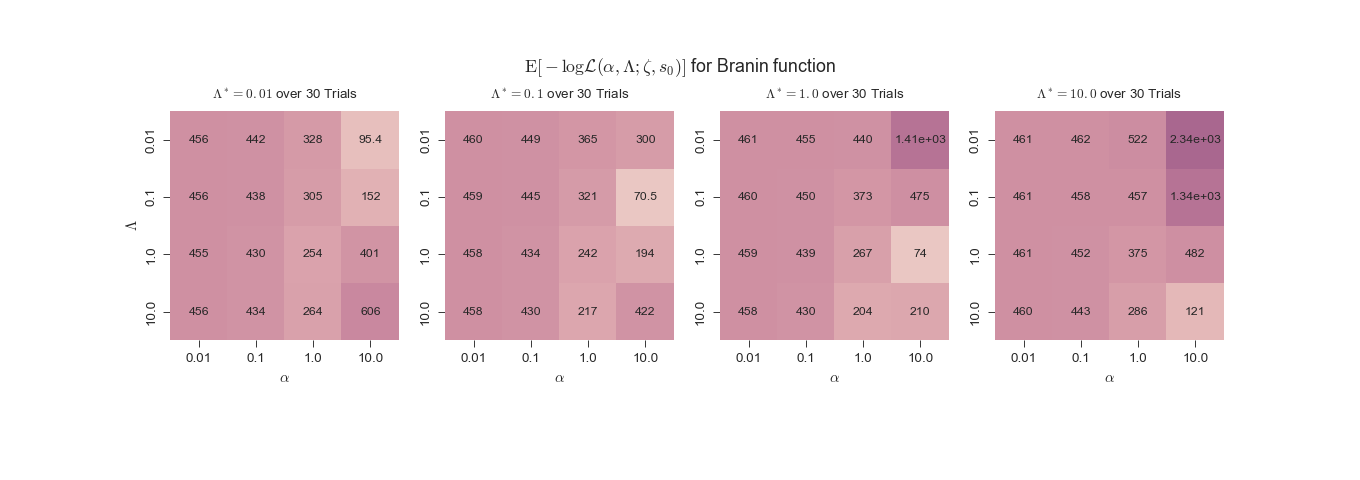 E[−logℒ(α, Λ; ζ, s₀)] for Branin function
Λ* = 0.01 over 30 Trials
0.01 456 442 328 95.4
0.1 456 438 305 152
1.0 455 430 254 401
10.0 456 434 264 606
0.01 0.1 1.0 10.0
α
Λ
Λ* = 0.1 over 30 Trials
0.01 460 449 365 300
0.1 459 445 321 70.5
1.0 458 434 242 194
10.0 458 430 217 422
0.01 0.1 1.0 10.0
α
Λ* = 1.0 over 30 Trials
0.01 461 455 440 1.41e+03
0.1 460 450 373 475
1.0 459 439 267 74
10.0 458 430 204 210
0.01 0.1 1.0 10.0
α
Λ* = 10.0 over 30 Trials
0.01 461 462 522 2.34e+03
0.1 461 458 457 1.34e+03
1.0 461 452 375 482
10.0 460 443 286 121
0.01 0.1 1.0 10.0
α